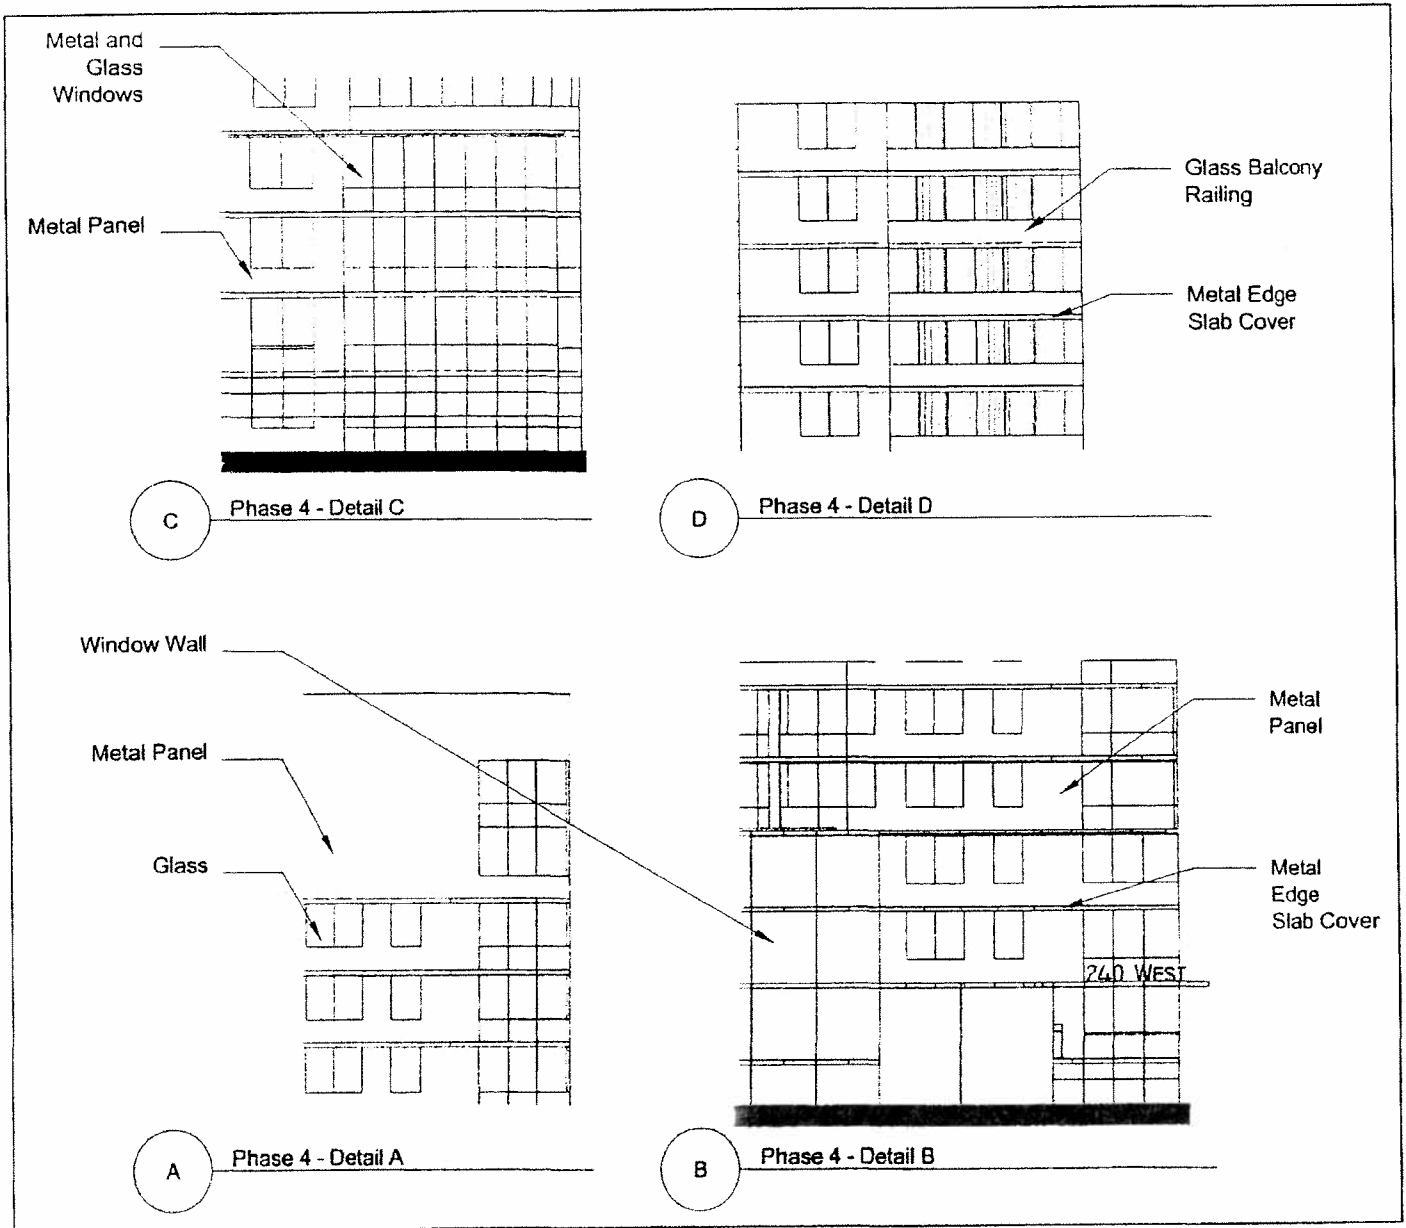 Metal and
Glass
Windows
Metal Panel
C
Phase 4 - Detail C
Glass Balcony
Railing
Metal Edge
Slab Cover
D
Phase 4 - Detail D
Window Wall
Metal Panel
Glass
A
Phase 4 - Detail A
Metal
Panel
Metal
Edge
Slab Cover
240 WEST
B
Phase 4 - Detail B